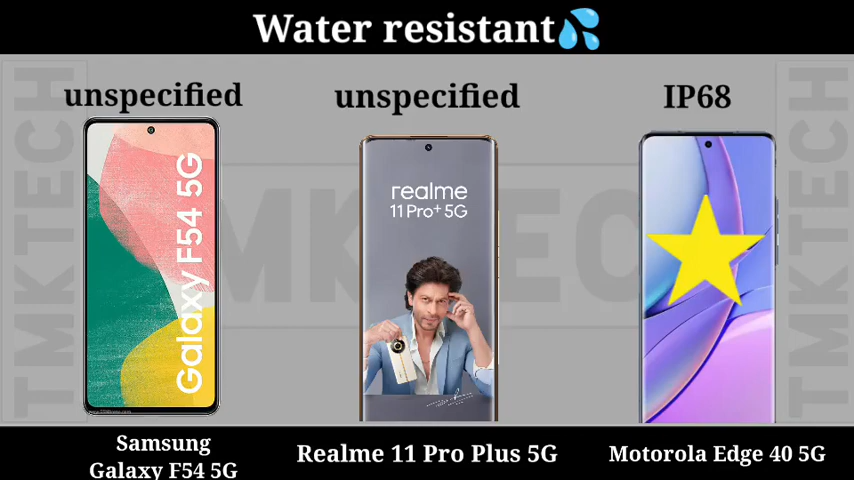 Water resistant💦
unspecified
unspecified
IP68
TMKTECH
TMKTECH
TMKTEC
Galaxy F54 5G
realme
11 Pro+ 5G
Samsung
Galaxy F54 5G
Realme 11 Pro Plus 5G
Motorola Edge 40 5G